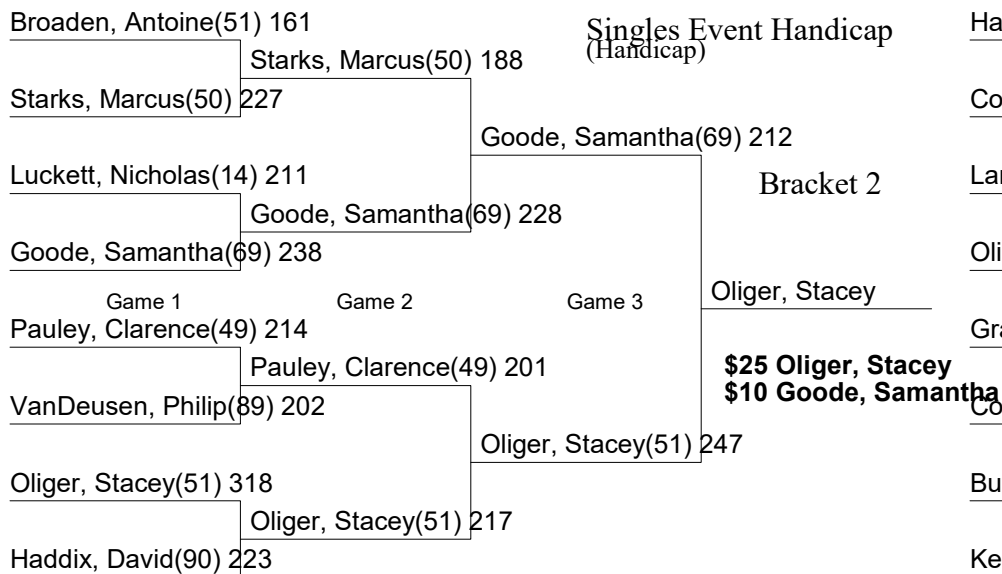 Broaden, Antoine(51) 161
Singles Event Handicap
(Handicap)
Starks, Marcus(50) 188
Starks, Marcus(50) 227
Goode, Samantha(69) 212
Luckett, Nicholas(14) 211
Bracket 2
Goode, Samantha(69) 228
Goode, Samantha(69) 238
Game 1
Game 2
Game 3
Oliger, Stacey
Pauley, Clarence(49) 214
Pauley, Clarence(49) 201
$25 Oliger, Stacey
$10 Goode, Samantha
VanDeusen, Philip(89) 202
Oliger, Stacey(51) 247
Oliger, Stacey(51) 318
Oliger, Stacey(51) 217
Haddix, David(90) 223